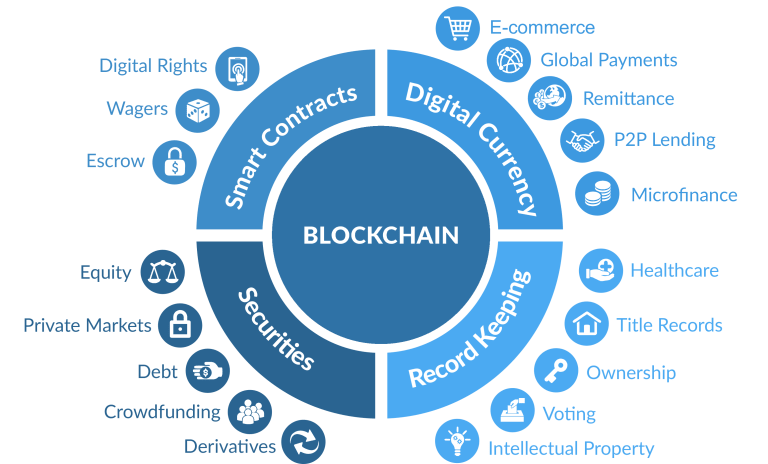 E-commerce
Global Payments
Remittance
P2P Lending
Microfinance
Digital Currency
Digital Rights
Wagers
Escrow
Smart Contracts
BLOCKCHAIN
Equity
Private Markets
Debt
Crowdfunding
Derivatives
Securities
Record Keeping
Healthcare
Title Records
Ownership
Voting
Intellectual Property